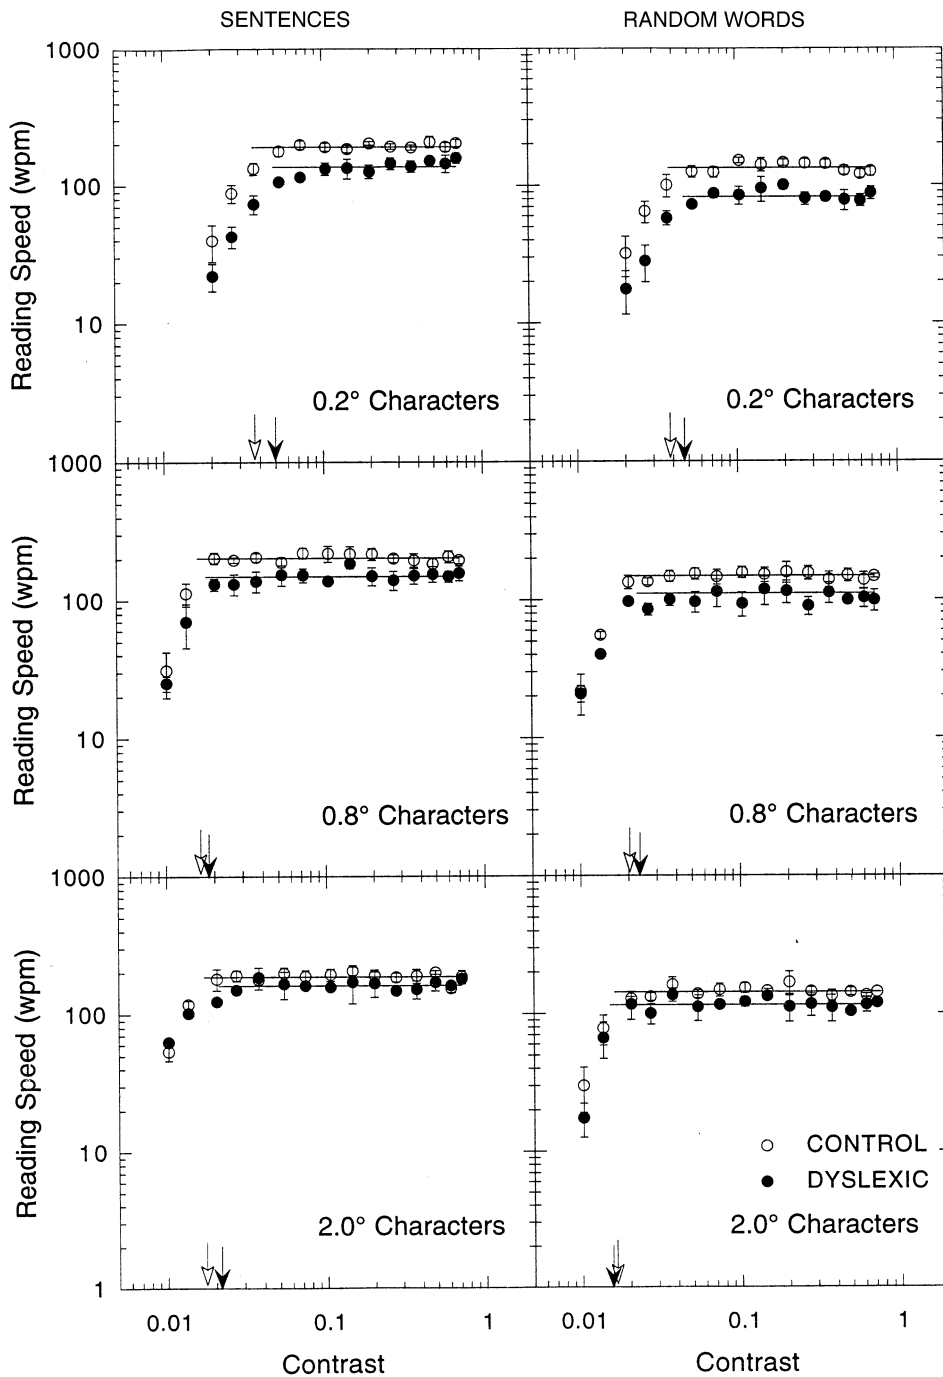 SENTENCES RANDOM WORDS
1000
100
10
Reading Speed (wpm)
0.2° Characters 0.2° Characters
1000
100
10
Reading Speed (wpm)
0.8° Characters 0.8° Characters
1000
100
10
1
Reading Speed (wpm)
CONTROL
DYSLEXIC
2.0° Characters 2.0° Characters
0.01 0.1 1 0.01 0.1 1
Contrast Contrast